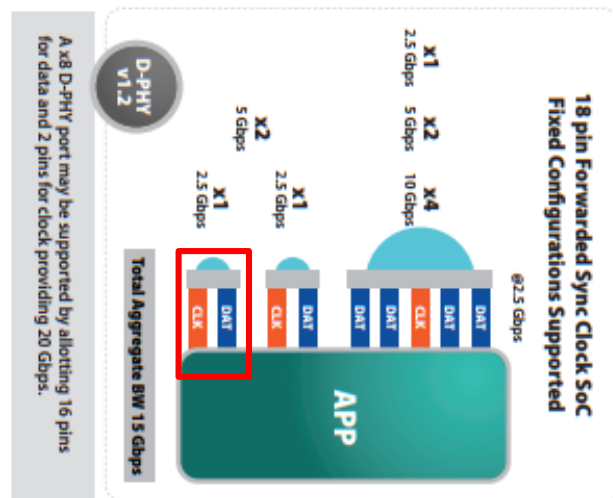 18 pin Forwarded Sync Clock SoC
Fixed Configurations Supported
@2.5 Gbps
x1
2.5 Gbps
x2
5 Gbps
x4
10 Gbps
x2
5 Gbps
x1
2.5 Gbps
x1
2.5 Gbps
DAT
DAT
CLK
DAT
DAT
DAT
CLK
DAT
CLK
APP
Total Aggregate BW 15 Gbps
D-PHY
v1.2
A x8 D-PHY port may be supported by allotting 16 pins
for data and 2 pins for clock providing 20 Gbps.